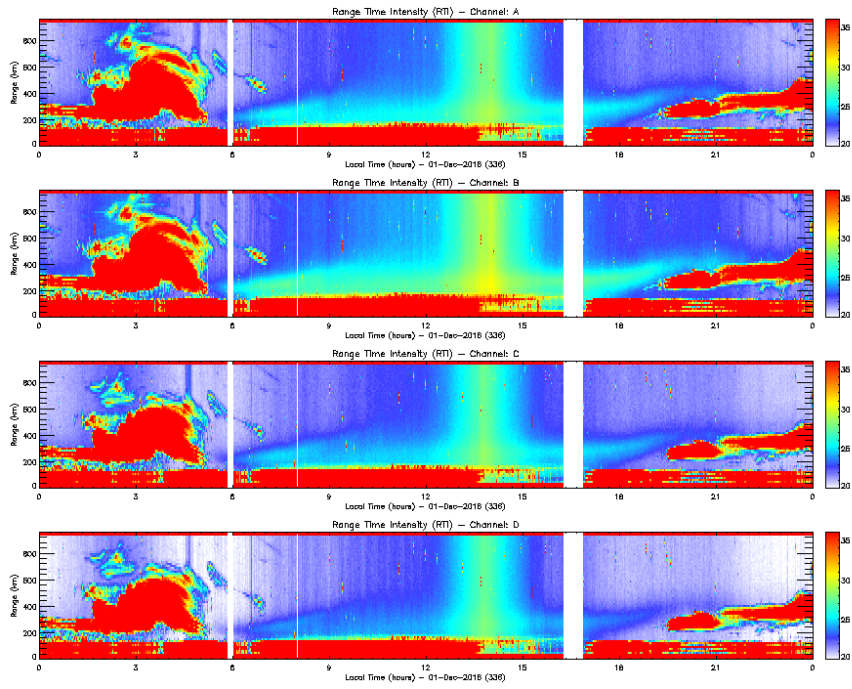 Range Time Intensity (RTI) – Channel: A
Range (km)
800
600
400
200
0
35
30
25
20
0 3 6 9 12 15 18 21 0
Local Time (hours) – 01-Dec-2018 (336)
Range Time Intensity (RTI) – Channel: B
Range (km)
800
600
400
200
0
35
30
25
20
0 3 6 9 12 15 18 21 0
Local Time (hours) – 01-Dec-2018 (336)
Range Time Intensity (RTI) – Channel: C
Range (km)
800
600
400
200
0
35
30
25
20
0 3 6 9 12 15 18 21 0
Local Time (hours) – 01-Dec-2018 (336)
Range Time Intensity (RTI) – Channel: D
Range (km)
800
600
400
200
0
35
30
25
20
0 3 6 9 12 15 18 21 0
Local Time (hours) – 01-Dec-2018 (336)